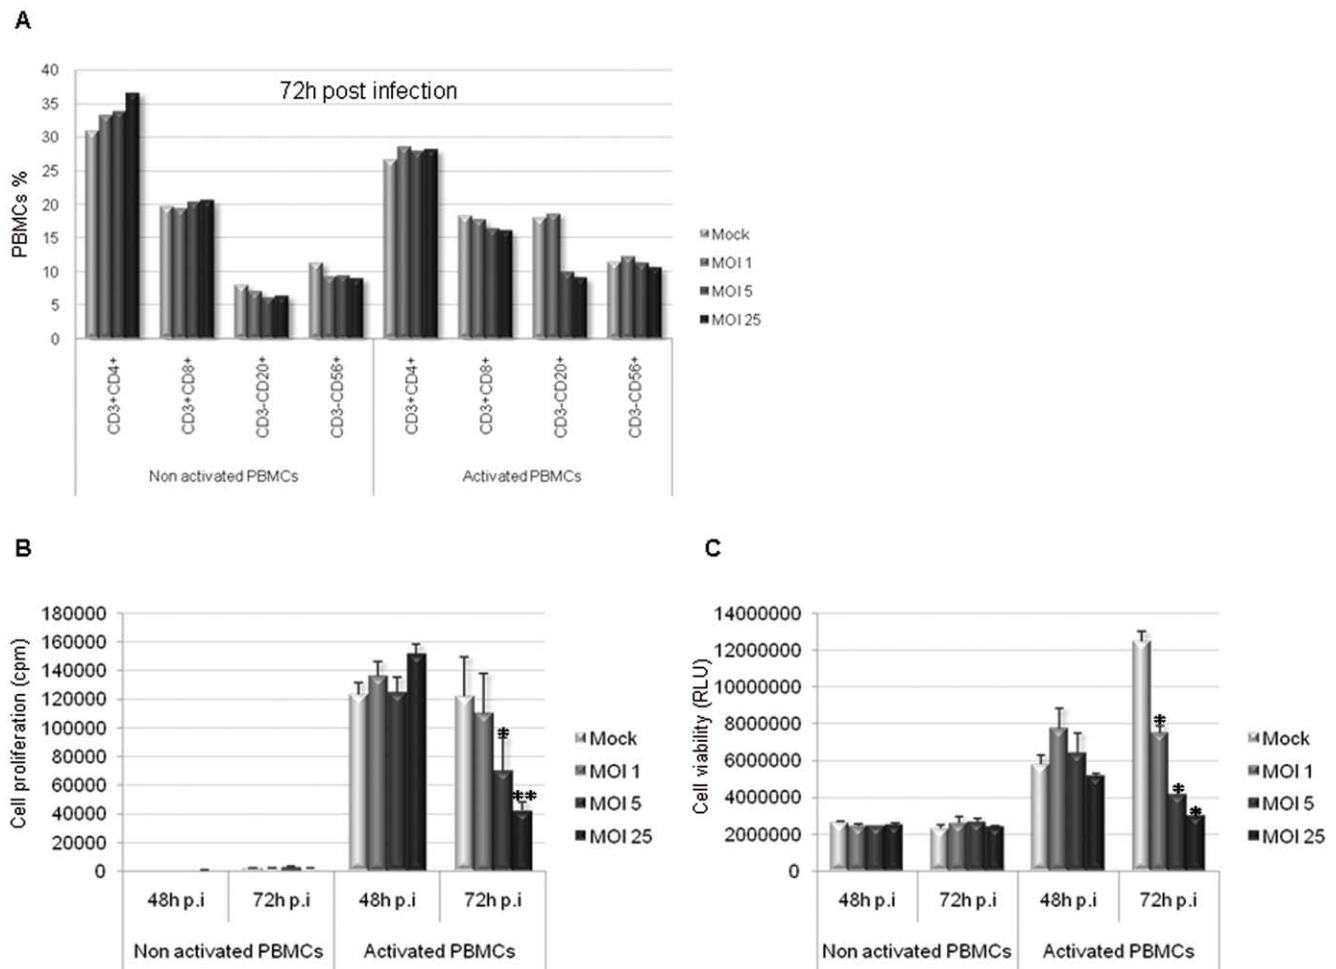 A
72h post infection
PBMCs %
40
35
30
25
20
15
10
5
0
CD3+CD4+
CD3+CD8+
CD3-CD20+
CD3-CD56+
CD3+CD4+
CD3+CD8+
CD3-CD20+
CD3-CD56+
Non activated PBMCs
Activated PBMCs
Mock
MOI 1
MOI 5
MOI 25
B
Cell proliferation (cpm)
180000
160000
140000
120000
100000
80000
60000
40000
20000
0
*
**
48h p.i
72h p.i
48h p.i
72h p.i
Non activated PBMCs
Activated PBMCs
Mock
MOI 1
MOI 5
MOI 25
C
Cell viability (RLU)
14000000
12000000
10000000
8000000
6000000
4000000
2000000
0
*
*
*
48h p.i
72h p.i
48h p.i
72h p.i
Non activated PBMCs
Activated PBMCs
Mock
MOI 1
MOI 5
MOI 25